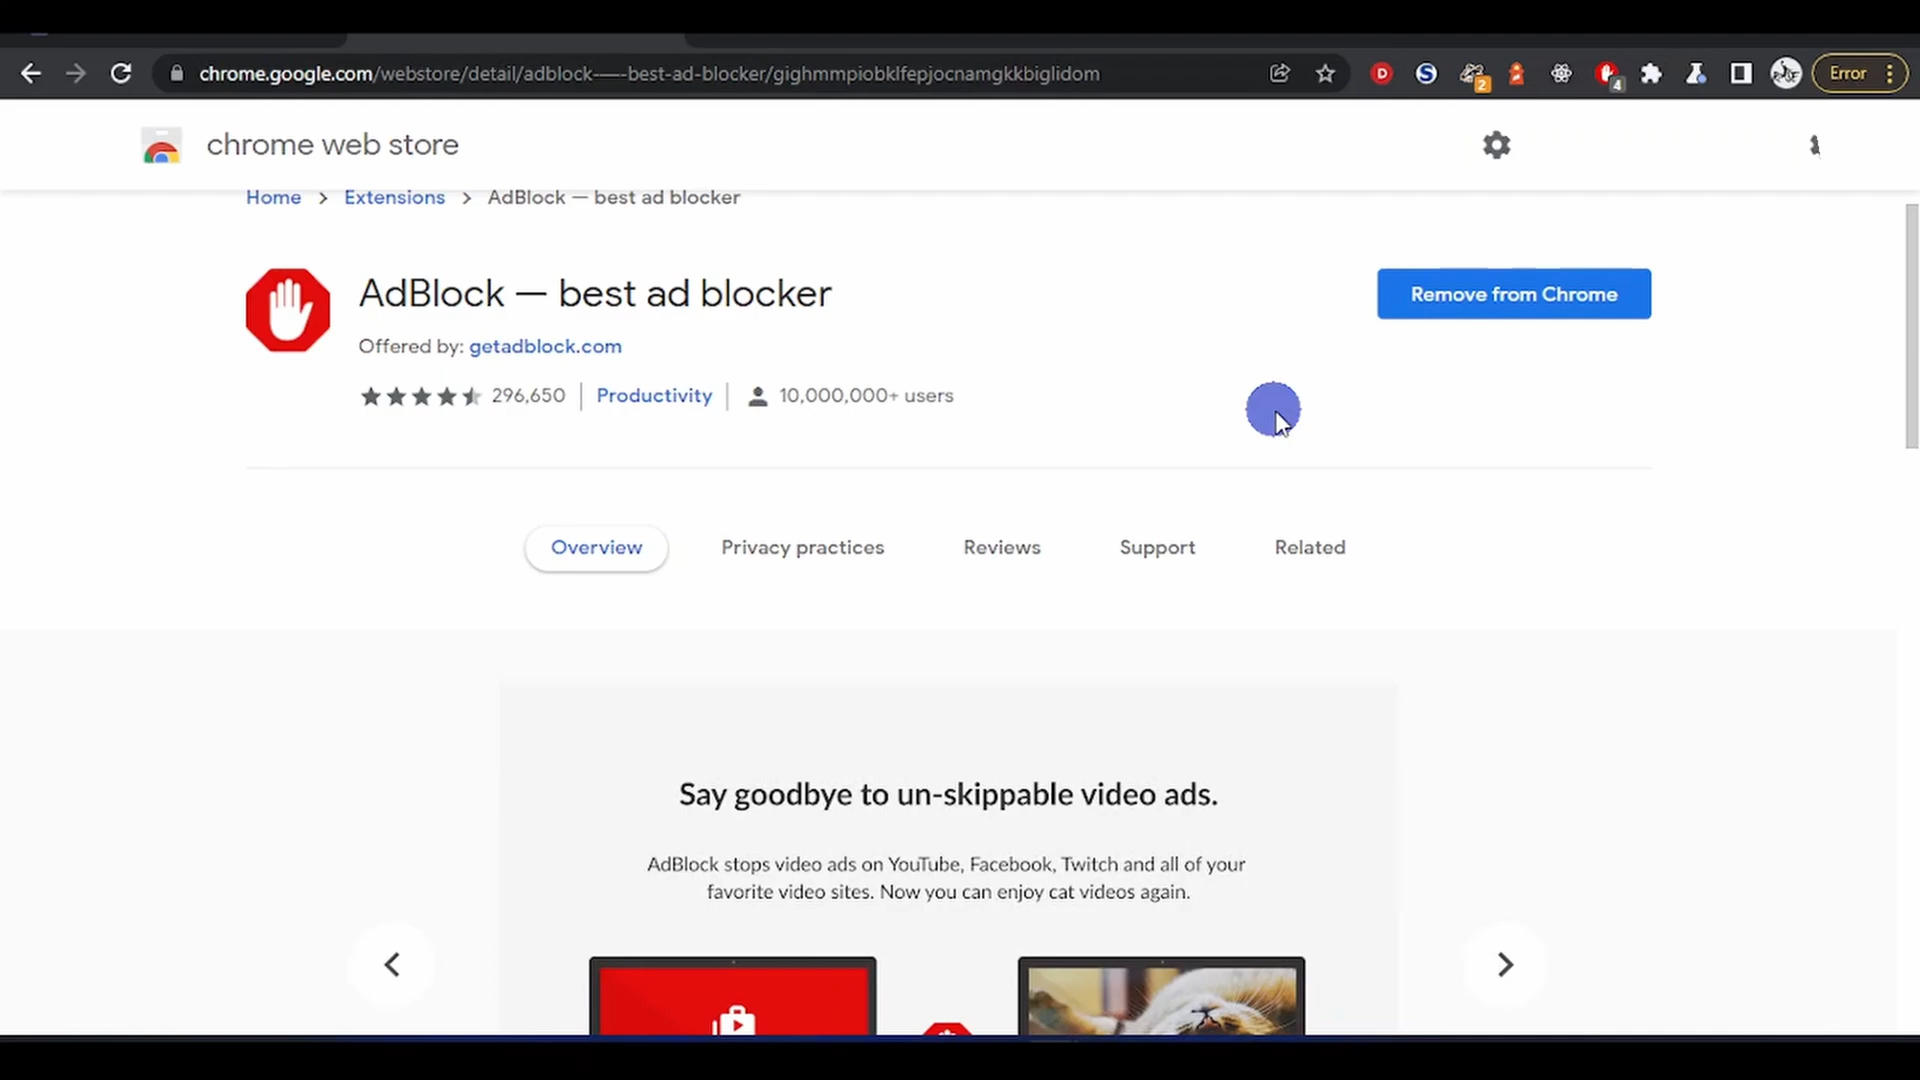 chrome.google.com/webstore/detail/adblock-—-best-ad-blocker/gighmmpiobklfepjocnamgkkbiglidom
2
4
Error
chrome web store
Home > Extensions > AdBlock — best ad blocker
AdBlock — best ad blocker
Remove from Chrome
Offered by: getadblock.com
296,650 | Productivity | 10,000,000+ users
Overview
Privacy practices
Reviews
Support
Related
Say goodbye to un-skippable video ads.
AdBlock stops video ads on YouTube, Facebook, Twitch and all of your
favorite video sites. Now you can enjoy cat videos again.